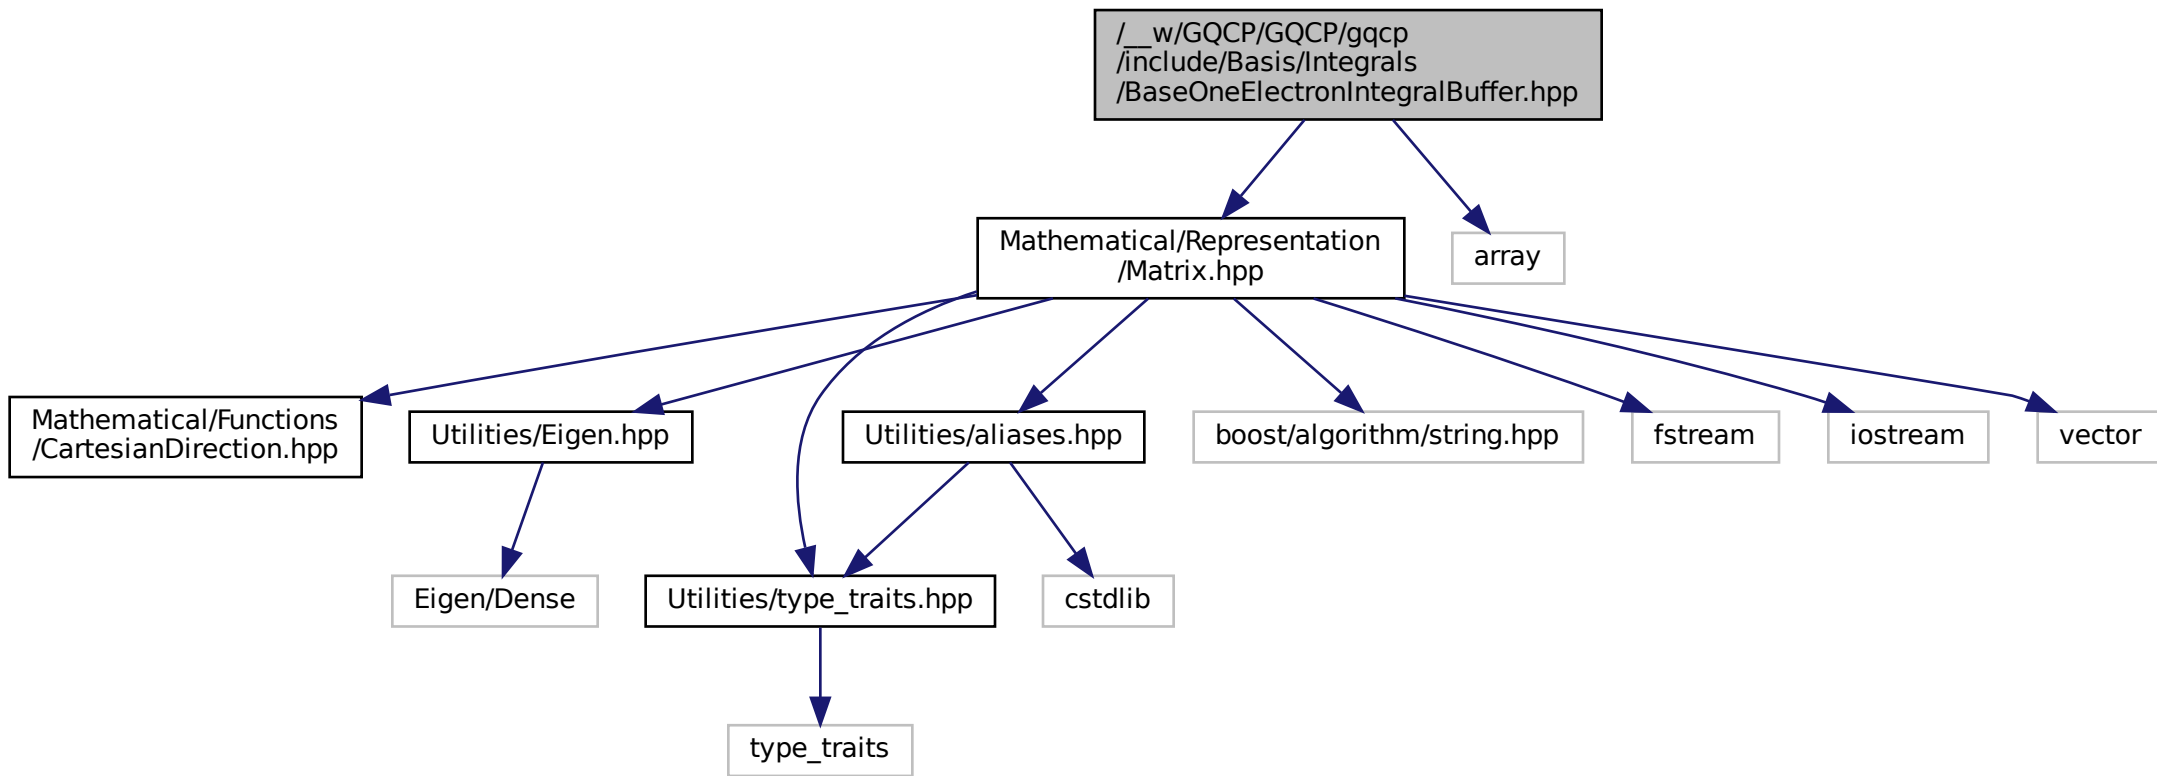 /__w/GQCP/GQCP/gqcp
/include/Basis/Integrals
/BaseOneElectronIntegralBuffer.hpp
Mathematical/Representation
/Matrix.hpp
array
Mathematical/Functions
/CartesianDirection.hpp
Utilities/Eigen.hpp
Utilities/aliases.hpp
boost/algorithm/string.hpp
fstream
iostream
vector
Eigen/Dense
Utilities/type_traits.hpp
cstdlib
type_traits